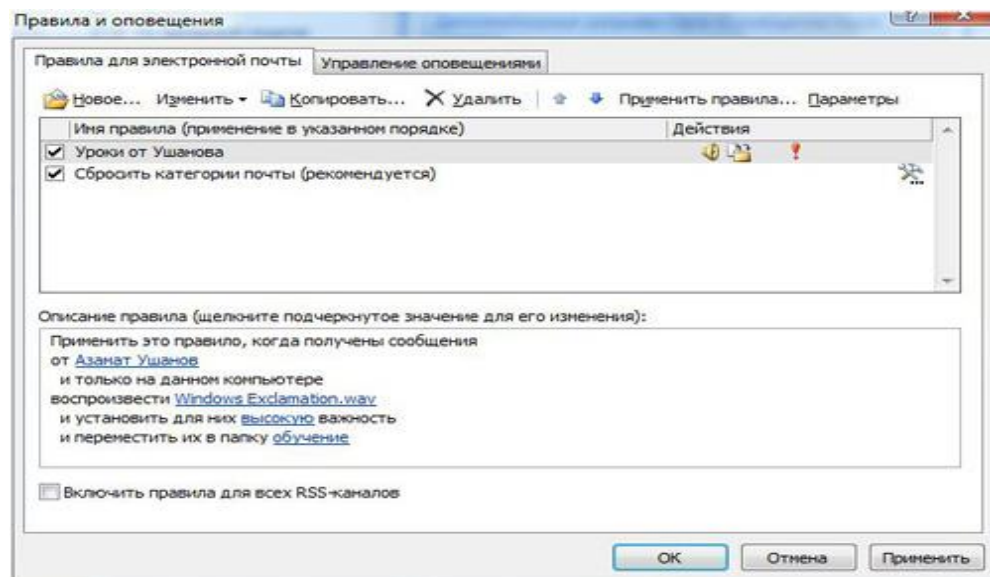 Правила и оповещения
Правила для электронной почты Управление оповещениями
Новое... Изменить Копировать... Удалить Применить правила... Параметры
Имя правила (применение в указанном порядке) Действия
Уроки от Ушанова
Сбросить категории почты (рекомендуется)
Описание правила (щелкните подчеркнутое значение для его изменения):
Применить это правило, когда получены сообщения
от Азамат Ушанов
и только на данном компьютере
воспроизвести Windows Exclamation.wav
и установить для них высокую важность
и переместить их в папку обучение
Включить правила для всех RSS-каналов
ОК Отмена Применить